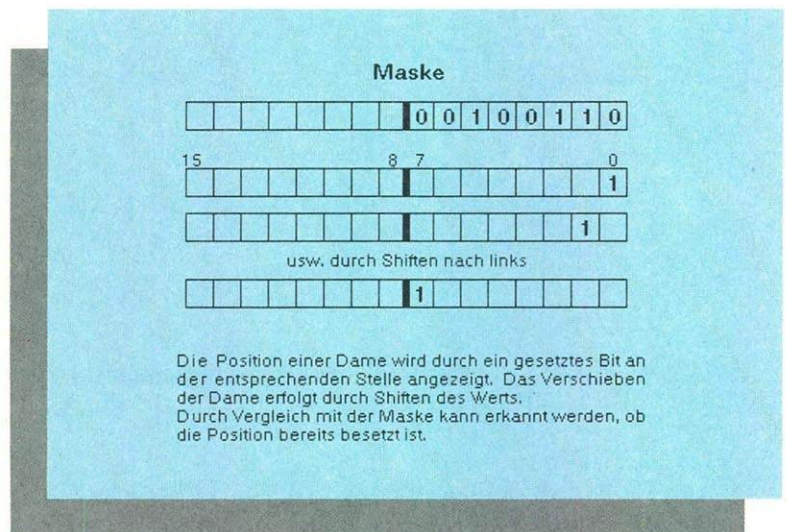 Maske
0 0 1 0 0 1 1 0
15 8 7 0
1
1
usw. durch Shiften nach links
1
Die Position einer Dame wird durch ein gesetztes Bit an
der entsprechenden Stelle angezeigt. Das Verschieben
der Dame erfolgt durch Shiften des Werts.
Durch Vergleich mit der Maske kann erkannt werden, ob
die Position bereits besetzt ist.